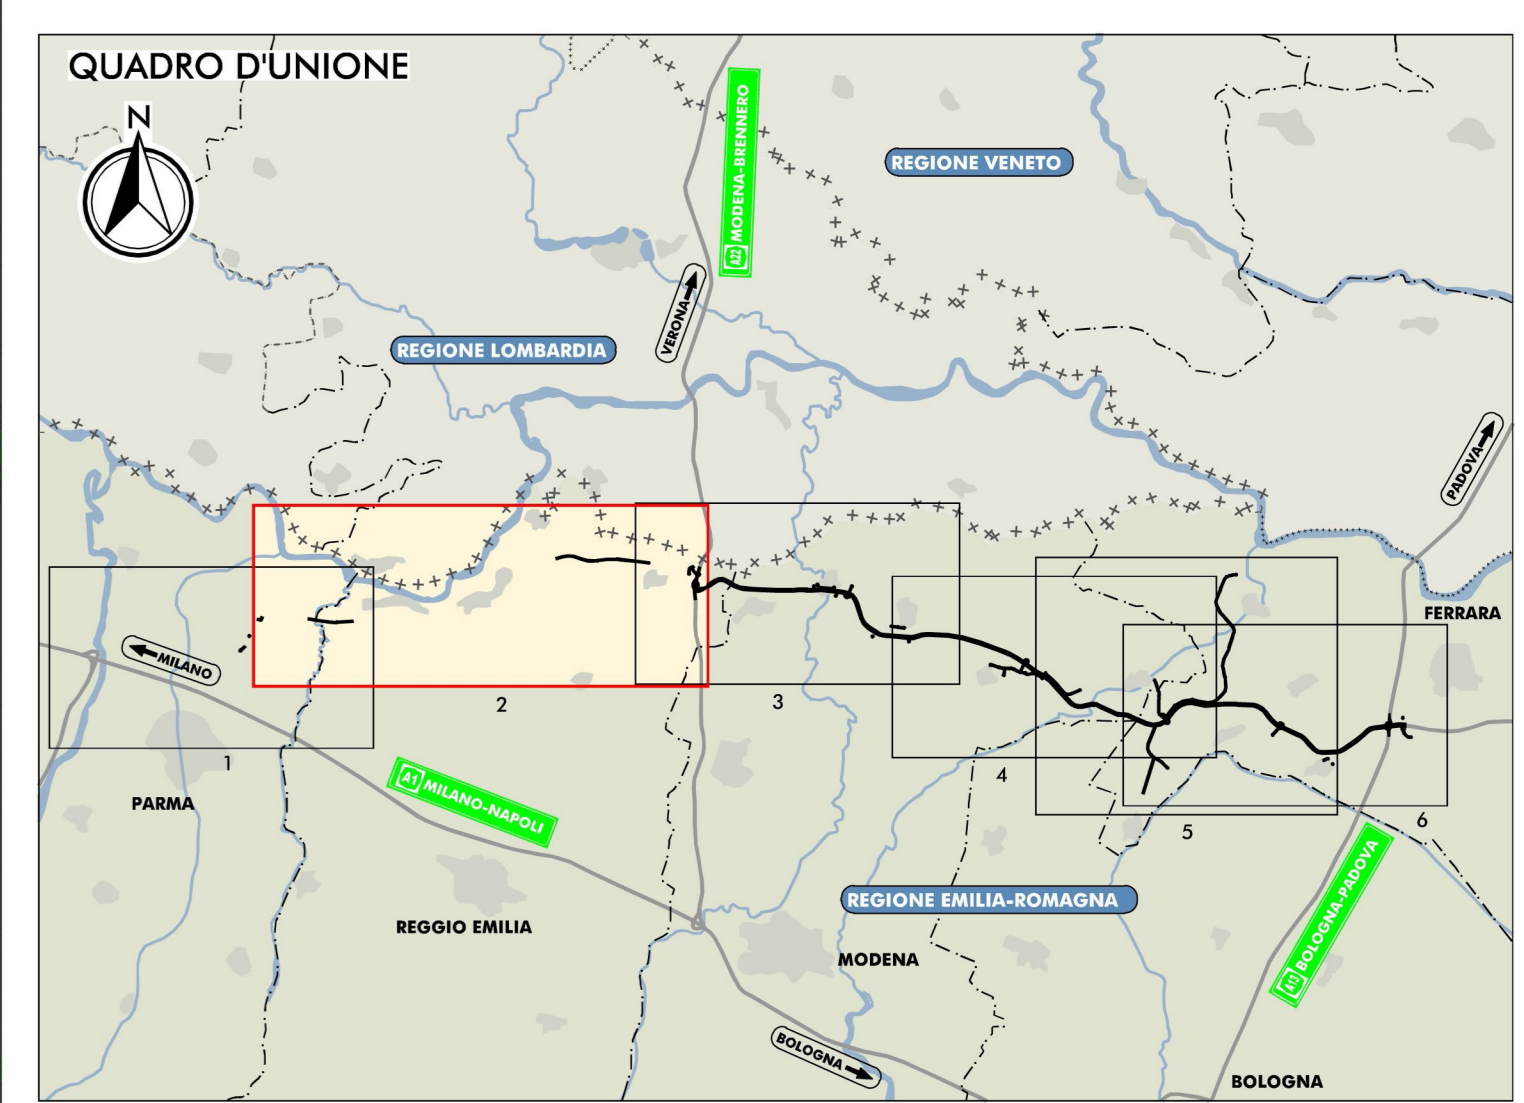 QUADRO D'UNIONE
N
A22 MODENA-BRENNERO
REGIONE VENETO
VERONA
REGIONE LOMBARDIA
PADOVA
FERRARA
MILANO
2
3
1
4
PARMA
A1 MILANO-NAPOLI
5
6
REGIONE EMILIA-ROMAGNA
A13 BOLOGNA-PADOVA
REGGIO EMILIA
MODENA
BOLOGNA
BOLOGNA